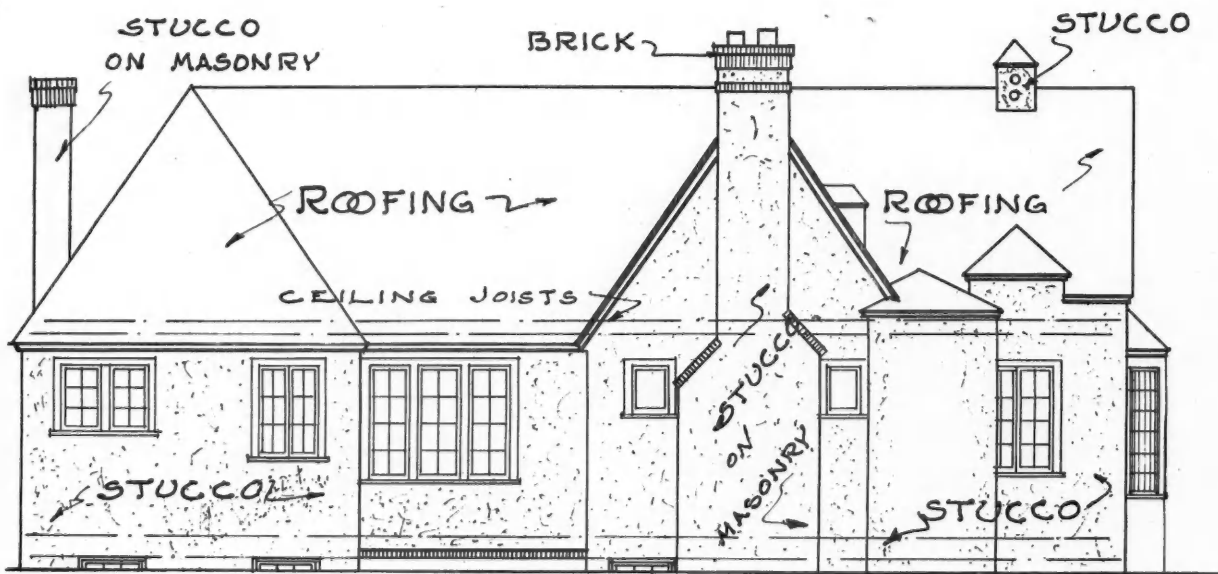 STUCCO
ON MASONRY
BRICK
STUCCO
ROOFING
ROOFING
CEILING JOISTS
STUCCO
ON
MASONRY
STUCCO
STUCCO